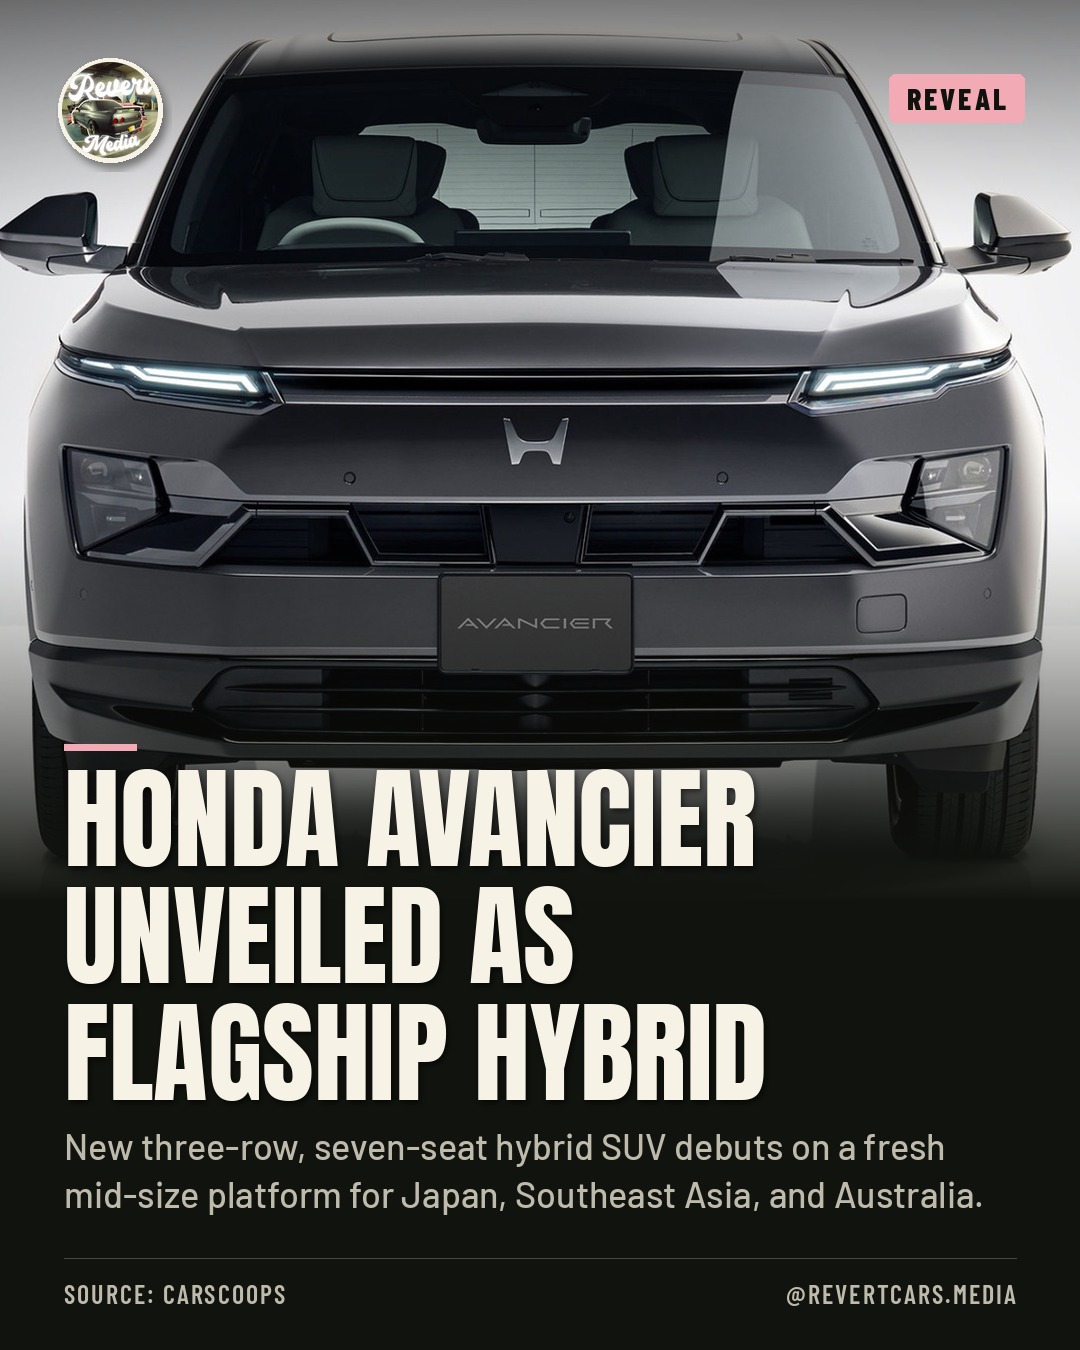 Revert
Media
REVEAL
AVANCIER
HONDA AVANCIER
UNVEILED AS
FLAGSHIP HYBRID
New three-row, seven-seat hybrid SUV debuts on a fresh
mid-size platform for Japan, Southeast Asia, and Australia.
SOURCE: CARSCOOPS
@REVERTCARS.MEDIA